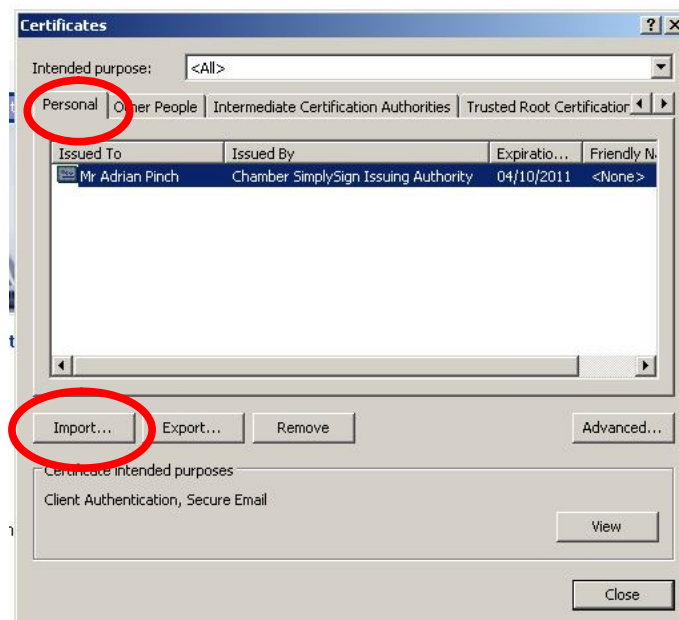 Certificates
Intended purpose: <All>
Personal Other People Intermediate Certification Authorities Trusted Root Certification
Issued To Issued By Expiratio... Friendly N
Mr Adrian Pinch Chamber SimplySign Issuing Authority 04/10/2011 <None>
t
Import... Export... Remove Advanced...
Certificate intended purposes
Client Authentication, Secure Email
View
Close